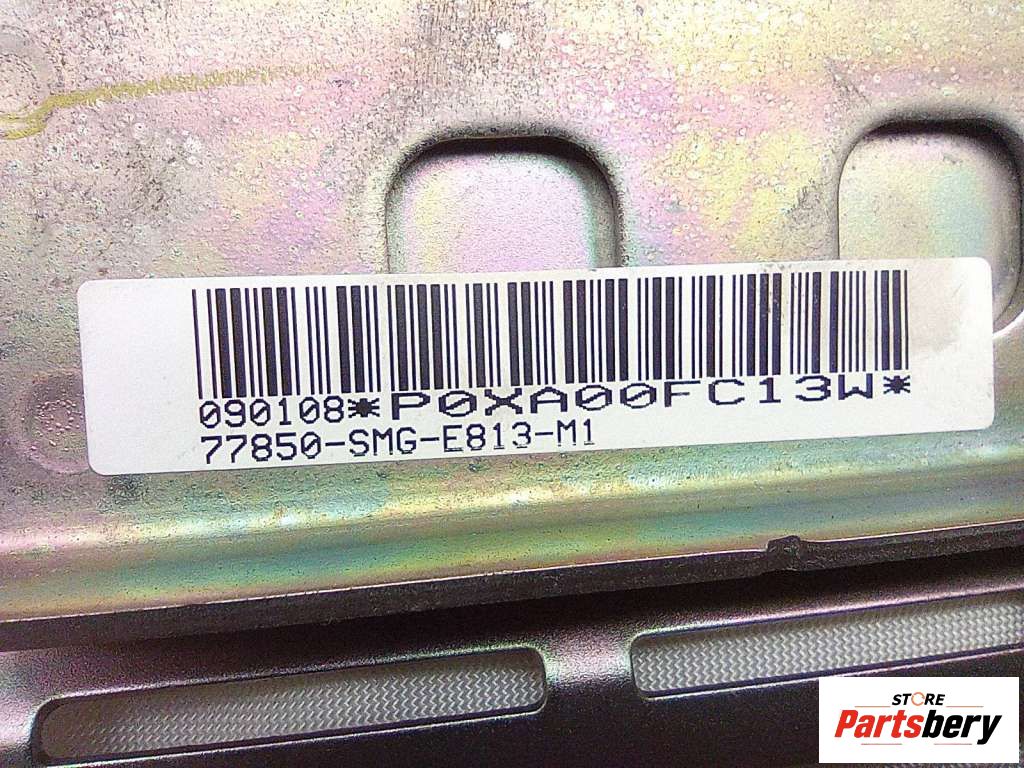 090108*P0XA00FC13W*
77850-SMG-E813-M1
STORE
Partsbery